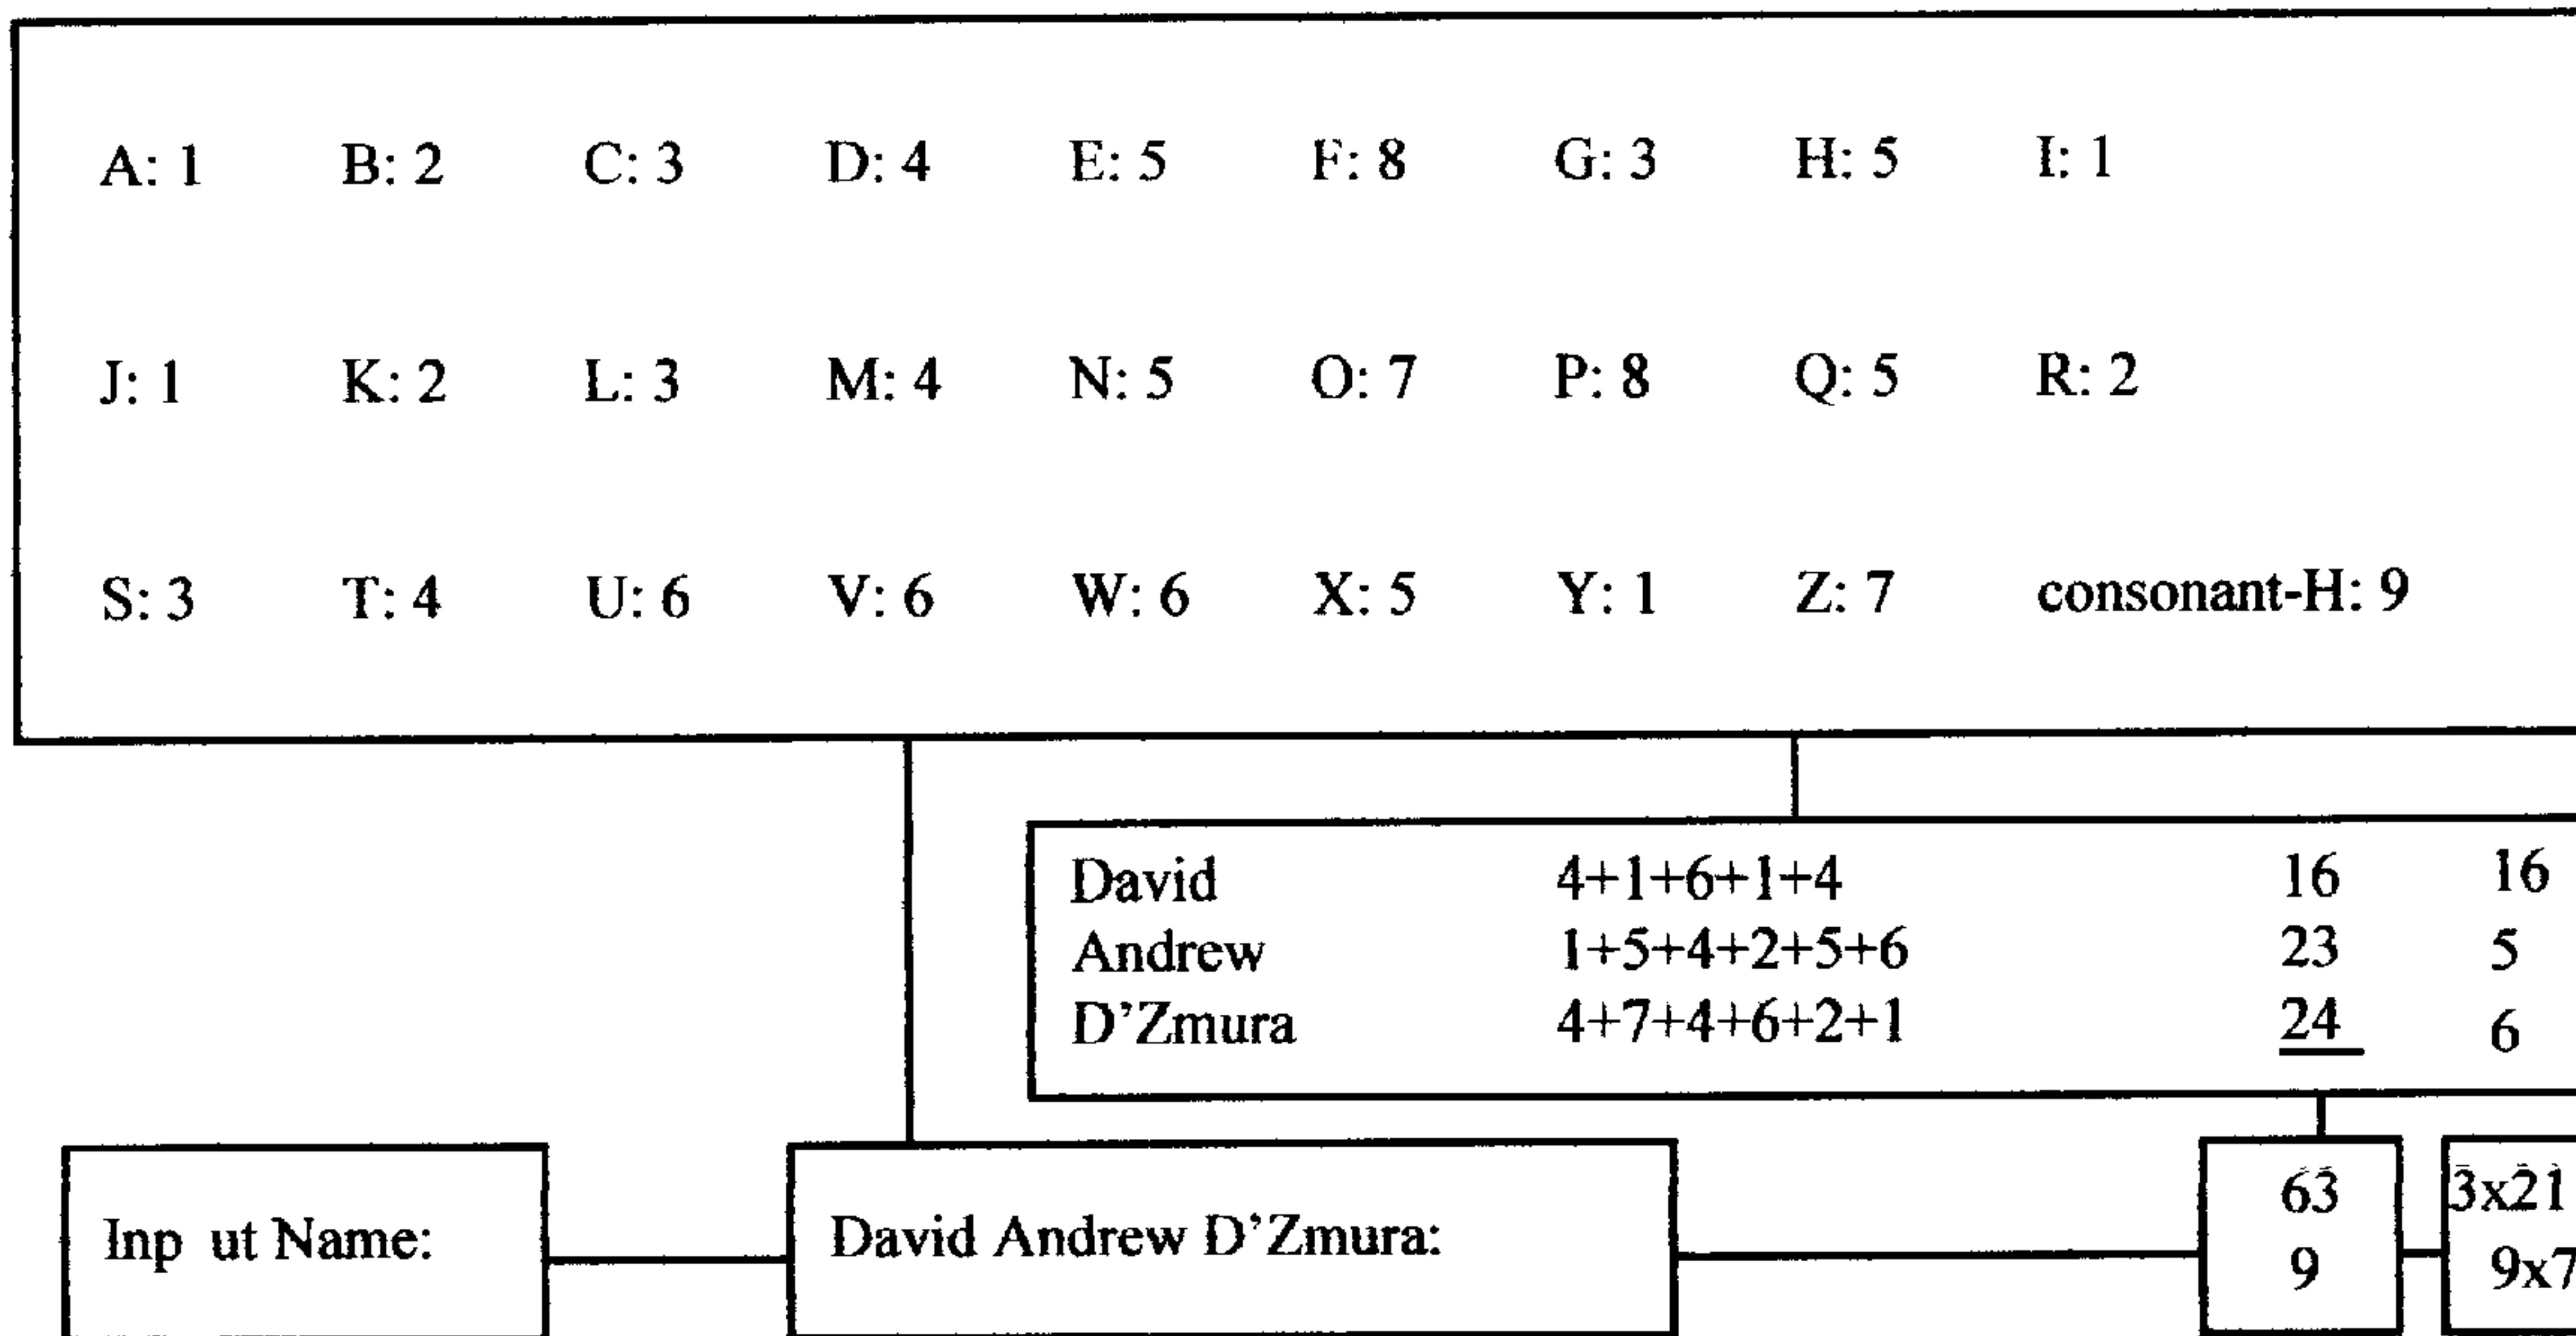 A: 1 B: 2 C: 3 D: 4 E: 5 F: 8 G: 3 H: 5 I: 1
J: 1 K: 2 L: 3 M: 4 N: 5 O: 7 P: 8 Q: 5 R: 2
S: 3 T: 4 U: 6 V: 6 W: 6 X: 5 Y: 1 Z: 7 consonant-H: 9
David 4+1+6+1+4 16 16
Andrew 1+5+4+2+5+6 23 5
D’Zmura 4+7+4+6+2+1 24 6
Inp ut Name:
David Andrew D’Zmura:
63
9
3x21
9x7